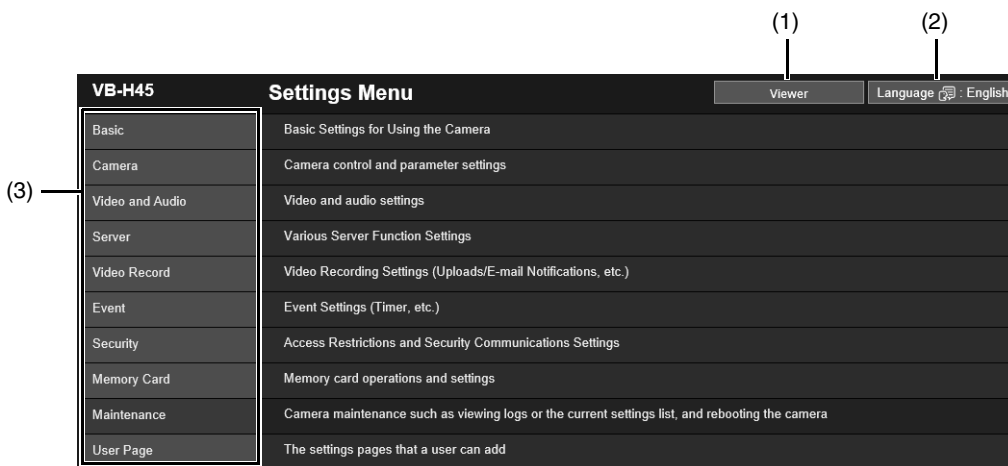 (1) (2)
VB-H45 Settings Menu Viewer Language : English
(3)
Basic Basic Settings for Using the Camera
Camera Camera control and parameter settings
Video and Audio Video and audio settings
Server Various Server Function Settings
Video Record Video Recording Settings (Uploads/E-mail Notifications, etc.)
Event Event Settings (Timer, etc.)
Security Access Restrictions and Security Communications Settings
Memory Card Memory card operations and settings
Maintenance Camera maintenance such as viewing logs or the current settings list, and rebooting the camera
User Page The settings pages that a user can add